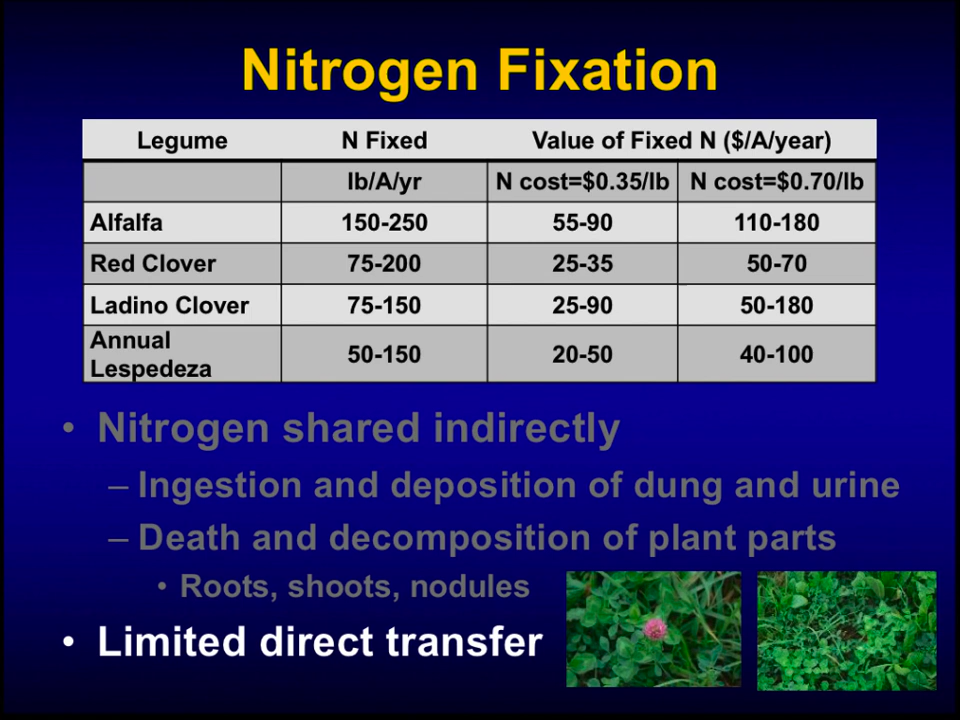 Nitrogen Fixation
Legume N Fixed Value of Fixed N ($/A/year)
lb/A/yr N cost=$0.35/lb N cost=$0.70/lb
Alfalfa 150-250 55-90 110-180
Red Clover 75-200 25-35 50-70
Ladino Clover 75-150 25-90 50-180
Annual
Lespedeza 50-150 20-50 40-100
• Nitrogen shared indirectly
– Ingestion and deposition of dung and urine
– Death and decomposition of plant parts
• Roots, shoots, nodules
• Limited direct transfer